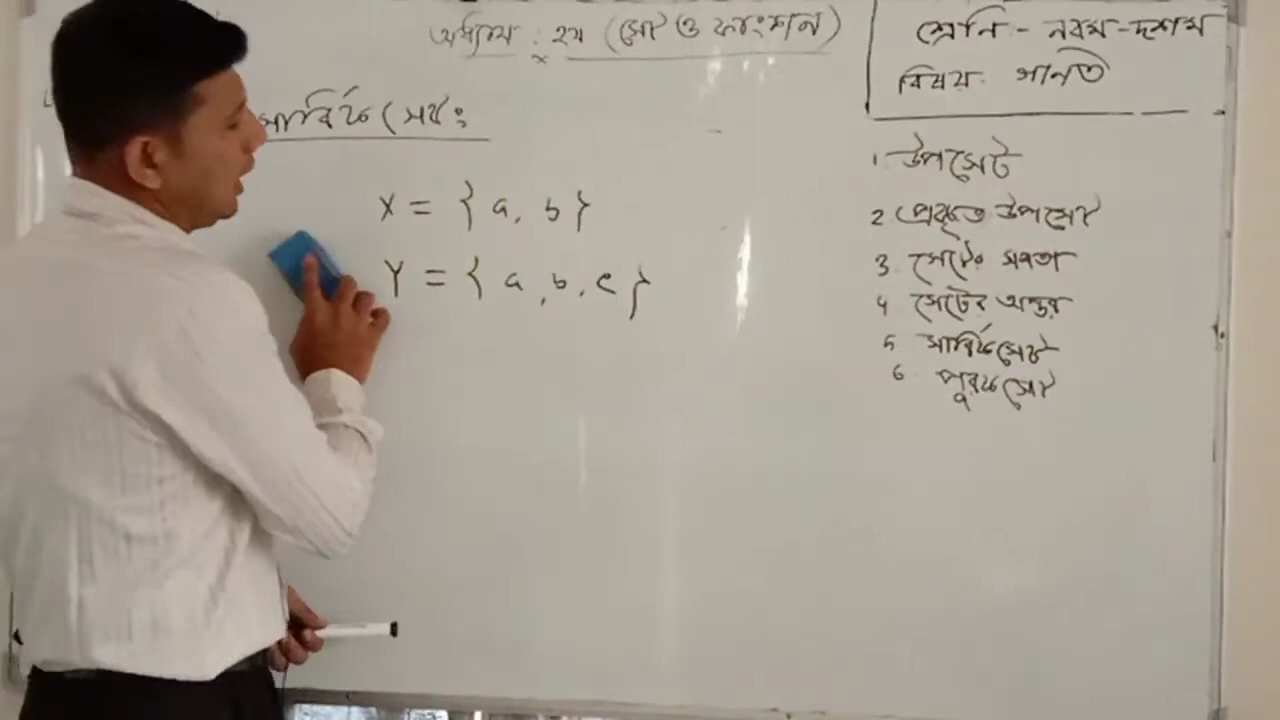 অধ্যায় : ২য় (সেট ও ফাংশন)
শ্রেনি - নবম - দশম
বিষয়: গনিত
সার্বিক সেট:
X = { a, b }
Y = { a, b, c }
1 উপসেট
2 প্রকৃত উপসেট
3. সেটের সমতা
4 সেটের অন্তর
5 সার্বিক সেট
6 পূরক সেট